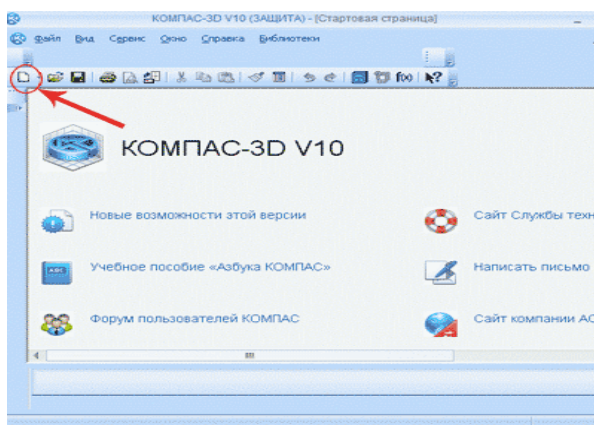 КОМПАС-3D V10 (ЗАЩИТА) - [Стартовая страница]
Файл Вид Сервис Окно Справка Библиотеки
f(x)
КОМПАС-3D V10
Новые возможности этой версии
Сайт Службы техн
ABC
Учебное пособие «Азбука КОМПАС»
Написать письмо
Форум пользователей КОМПАС
Сайт компании АС